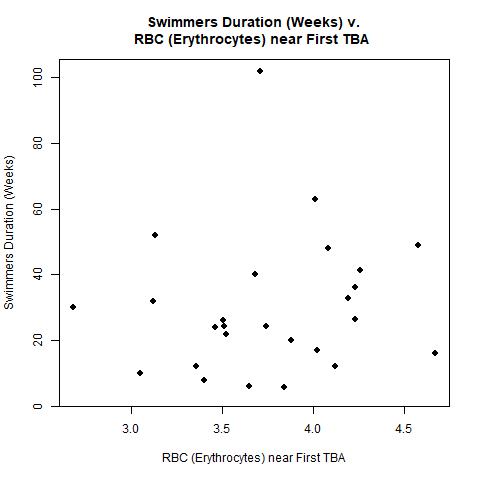 Swimmers Duration (Weeks) v.
RBC (Erythrocytes) near First TBA
Swimmers Duration (Weeks)
100
80
60
40
20
0
3.0 3.5 4.0 4.5
RBC (Erythrocytes) near First TBA